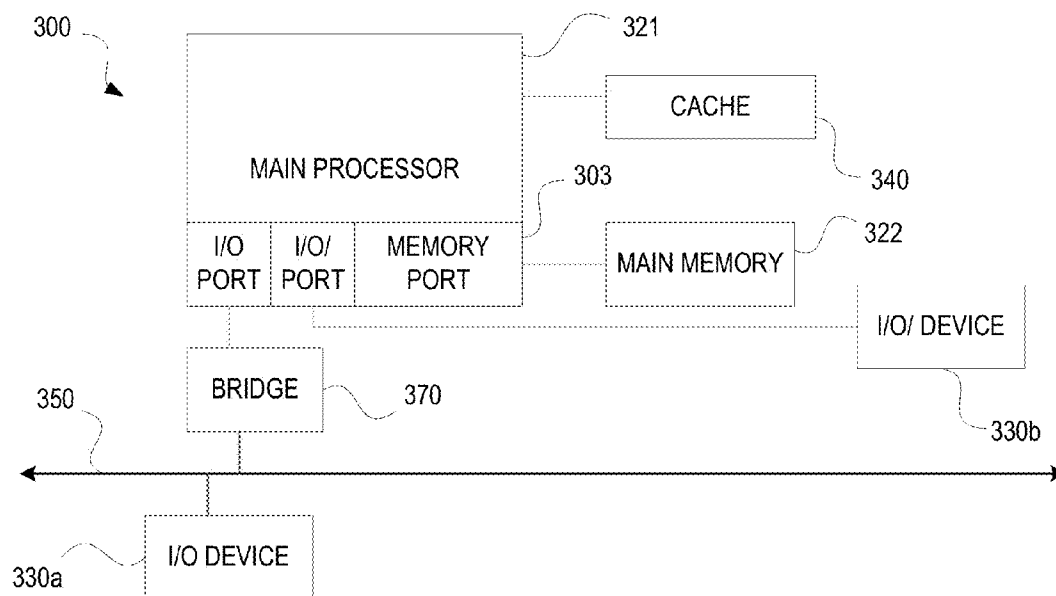 300
321
CACHE
MAIN PROCESSOR
303
340
I/O
PORT
I/O/
PORT
MEMORY
PORT
322
MAIN MEMORY
I/O/ DEVICE
BRIDGE
370
350
330b
I/O DEVICE
330a